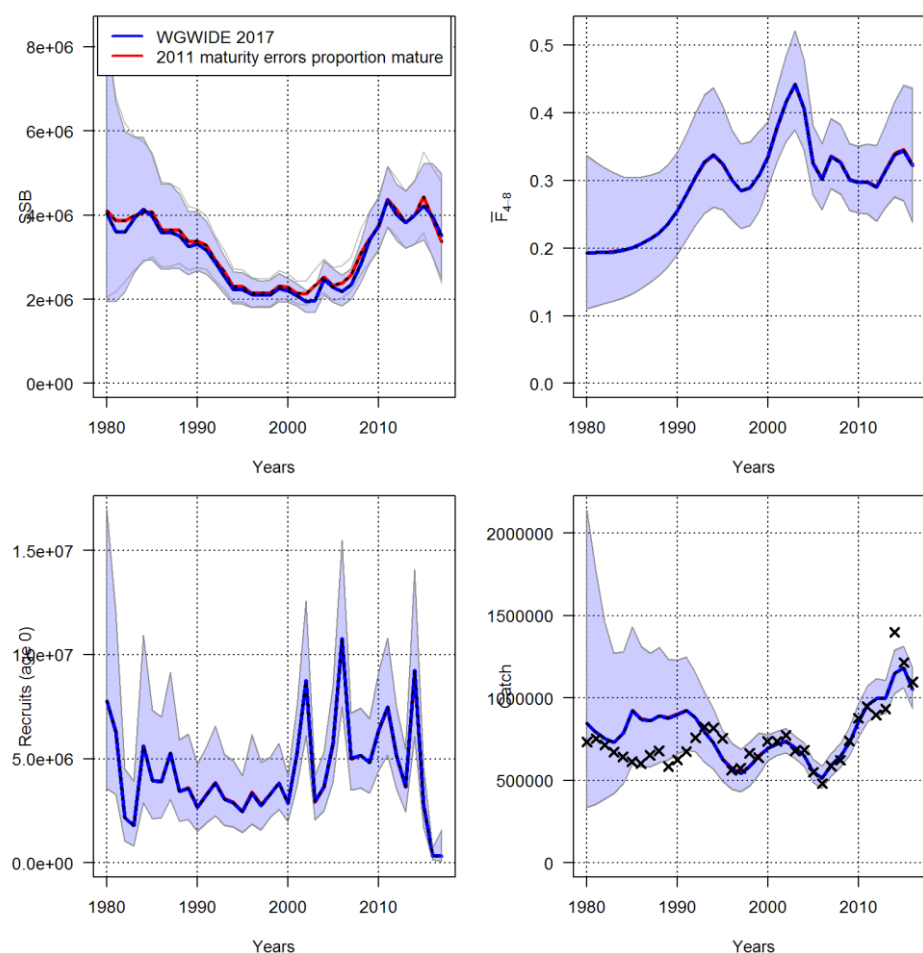 8e+06
6e+06
4e+06
2e+06
0e+00
SSB
WGWIDE 2017
2011 maturity errors proportion mature
1980 1990 2000 2010
Years
0.5
0.4
0.3
0.2
0.1
0.0
F̅4-8
1980 1990 2000 2010
Years
1.5e+07
1.0e+07
5.0e+06
0.0e+00
Recruits (age 0)
1980 1990 2000 2010
Years
2000000
1500000
1000000
500000
0
Catch
1980 1990 2000 2010
Years